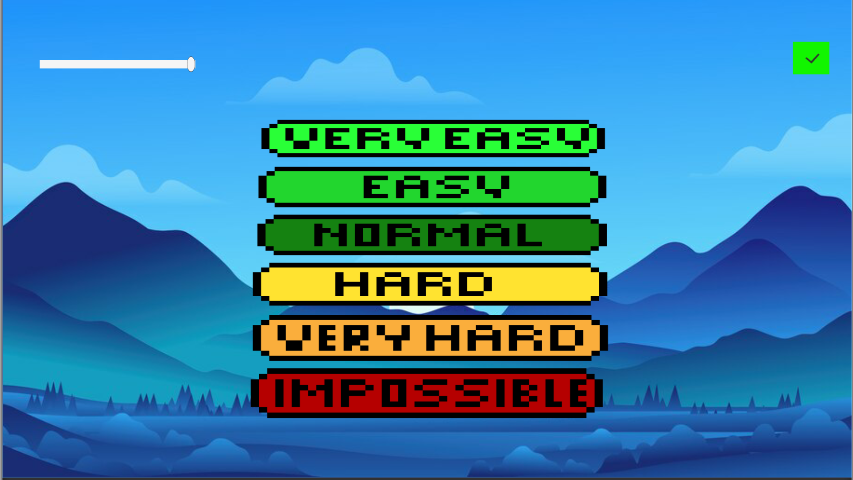 VERY EASY
EASY
NORMAL
HARD
VERY HARD
IMPOSSIBLE